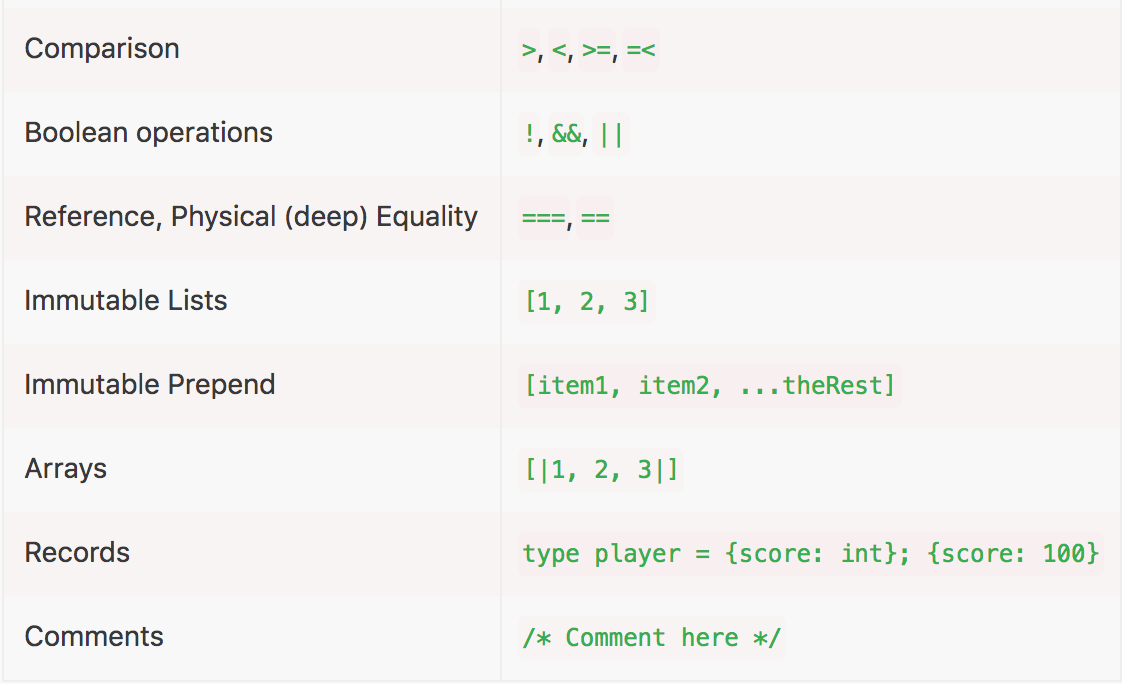 Comparison >, <, >=, =<
Boolean operations !, &&, ||
Reference, Physical (deep) Equality ===, ==
Immutable Lists [1, 2, 3]
Immutable Prepend [item1, item2, ...theRest]
Arrays [|1, 2, 3|]
Records type player = {score: int}; {score: 100}
Comments /* Comment here */